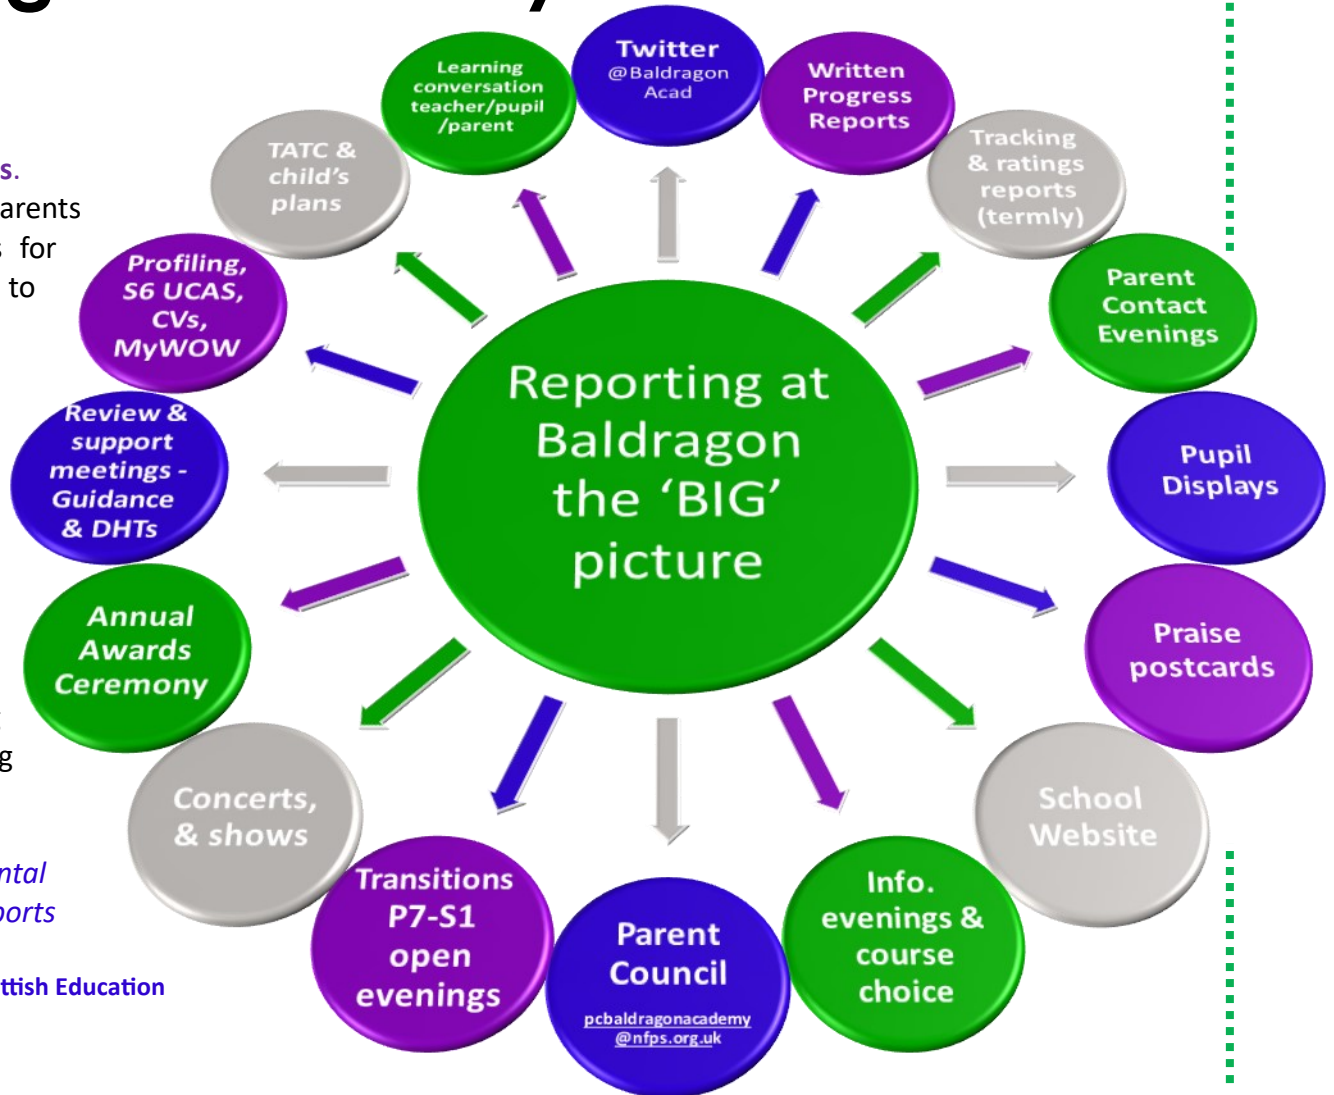 s.
arents
s for
to
g
ntal
ports
ttish Education
Reporting at
Baldragon
the ‘BIG’
picture
Twitter
@Baldragon
Acad
Written
Progress
Reports
Tracking
& ratings
reports
(termly)
Parent
Contact
Evenings
Pupil
Displays
Praise
postcards
School
Website
Info.
evenings &
course
choice
Parent
Council
pcbaldragonacademy
@nfps.org.uk
Transitions
P7-S1
open
evenings
Concerts,
& shows
Annual
Awards
Ceremony
Review &
support
meetings -
Guidance
& DHTs
Profiling,
S6 UCAS,
CVs,
MyWOW
TATC &
child’s
plans
Learning
conversation
teacher/pupil
/parent